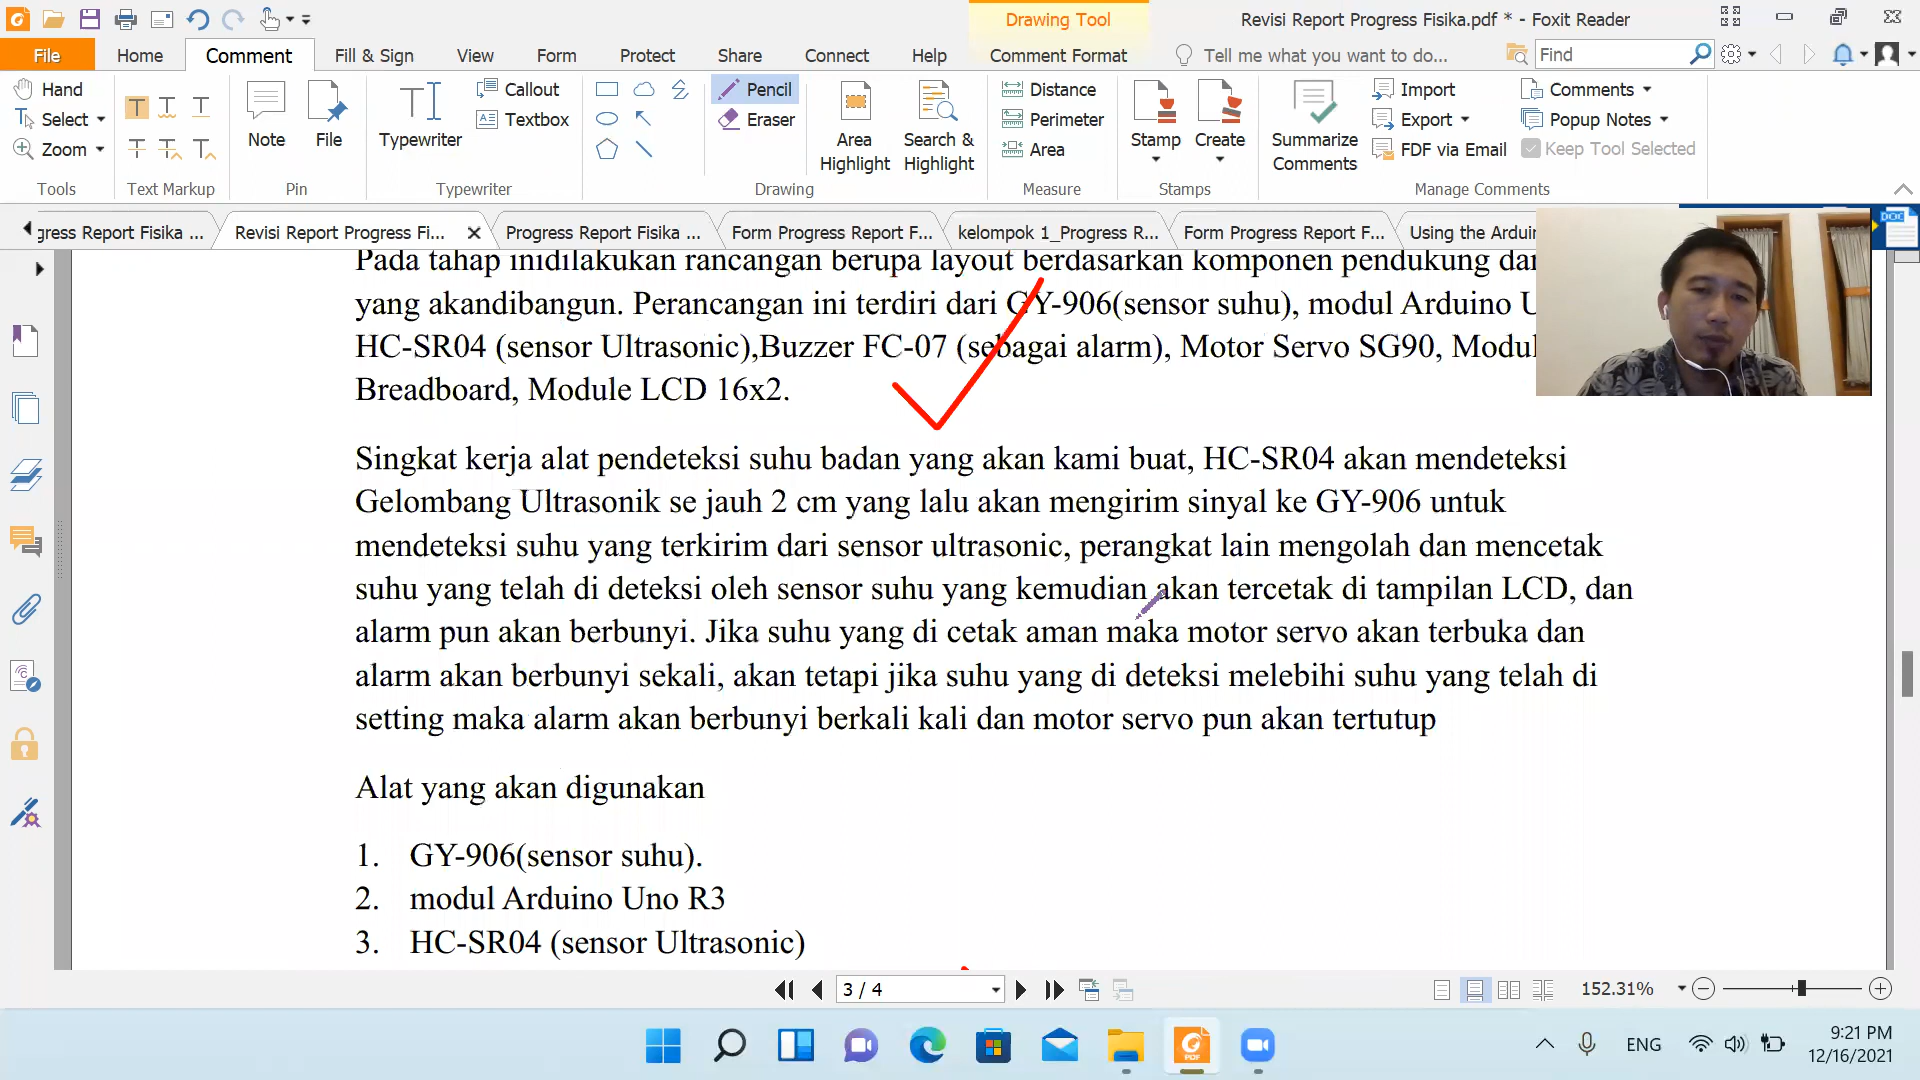 Drawing Tool
Revisi Report Progress Fisika.pdf * - Foxit Reader
File Home Comment Fill & Sign View Form Protect Share Connect Help Comment Format Tell me what you want to do... Find
Hand
Select
Zoom
Tools
Text Markup
Note
File
Pin
Typewriter
Callout
Textbox
Typewriter
Pencil
Eraser
Area Highlight
Search & Highlight
Drawing
Distance
Perimeter
Area
Measure
Stamp
Create
Stamps
Summarize Comments
Import
Export
FDF via Email
Comments
Popup Notes
Keep Tool Selected
Manage Comments
gress Report Fisika ... Revisi Report Progress Fi... Progress Report Fisika ... Form Progress Report F... kelompok 1_Progress R... Form Progress Report F... Using the Arduin
DOC
Pada tahap inidilakukan rancangan berupa layout berdasarkan komponen pendukung dar
yang akandibangun. Perancangan ini terdiri dari GY-906(sensor suhu), modul Arduino U
HC-SR04 (sensor Ultrasonic),Buzzer FC-07 (sebagai alarm), Motor Servo SG90, Modul
Breadboard, Module LCD 16x2.
Singkat kerja alat pendeteksi suhu badan yang akan kami buat, HC-SR04 akan mendeteksi
Gelombang Ultrasonik se jauh 2 cm yang lalu akan mengirim sinyal ke GY-906 untuk
mendeteksi suhu yang terkirim dari sensor ultrasonic, perangkat lain mengolah dan mencetak
suhu yang telah di deteksi oleh sensor suhu yang kemudian akan tercetak di tampilan LCD, dan
alarm pun akan berbunyi. Jika suhu yang di cetak aman maka motor servo akan terbuka dan
alarm akan berbunyi sekali, akan tetapi jika suhu yang di deteksi melebihi suhu yang telah di
setting maka alarm akan berbunyi berkali kali dan motor servo pun akan tertutup
Alat yang akan digunakan
1. GY-906(sensor suhu).
2. modul Arduino Uno R3
3. HC-SR04 (sensor Ultrasonic)
3 / 4
152.31%
ENG
9:21 PM
12/16/2021